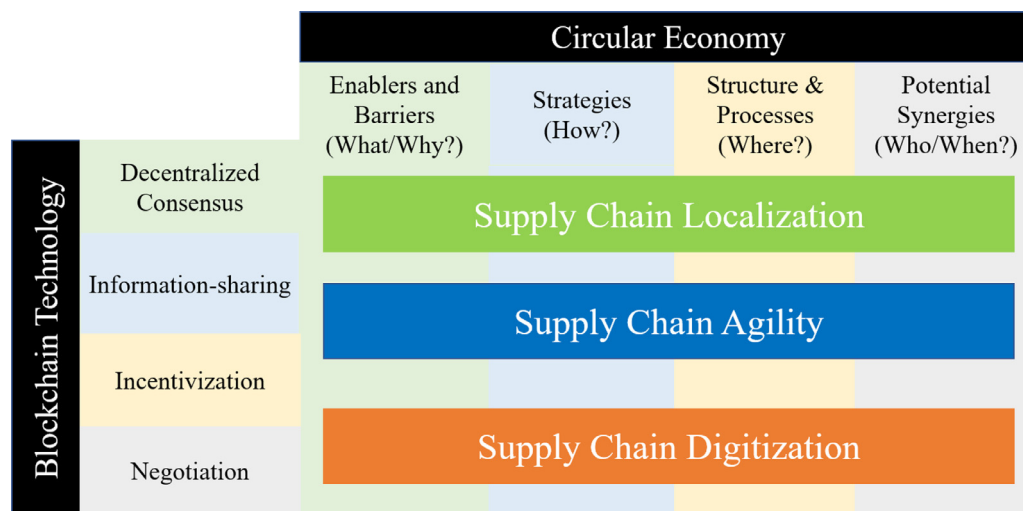 Circular Economy
Enablers and
Barriers
(What/Why?)
Strategies
(How?)
Structure &
Processes
(Where?)
Potential
Synergies
(Who/When?)
Blockchain Technology
Decentralized
Consensus
Information-sharing
Incentivization
Negotiation
Supply Chain Localization
Supply Chain Agility
Supply Chain Digitization